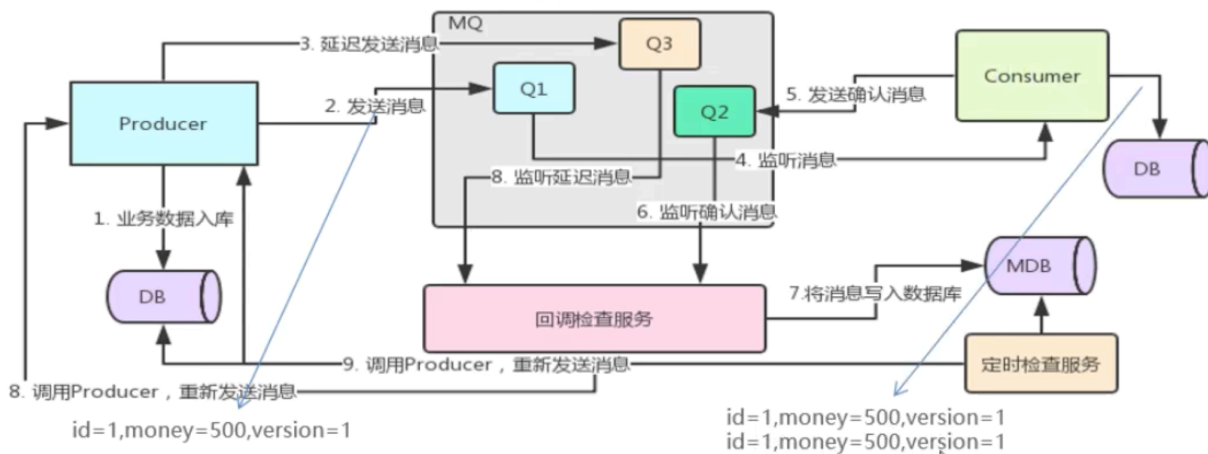 MQ
3. 延迟发送消息
Q3
Producer
2. 发送消息
Q1
Q2
5. 发送确认消息
Consumer
4. 监听消息
DB
8. 监听延迟消息
1. 业务数据入库
6. 监听确认消息
DB
MDB
回调检查服务
7.将消息写入数据库
9. 调用Producer，重新发送消息
定时检查服务
8. 调用Producer，重新发送消息
id=1,money=500,version=1
id=1,money=500,version=1
id=1,money=500,version=1